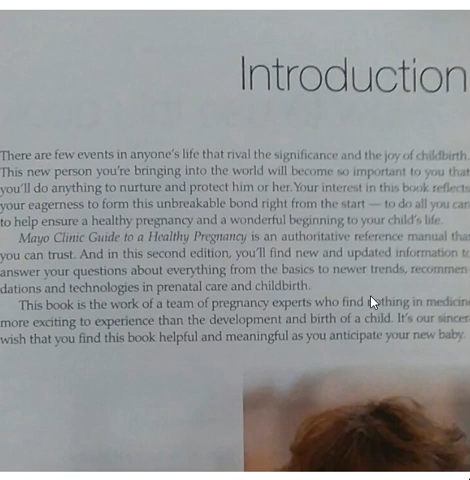 Introduction
There are few events in anyone's life that rival the significance and the joy of childbirth.
This new person you're bringing into the world will become so important to you that
you'll do anything to nurture and protect him or her. Your interest in this book reflects
your eagerness to form this unbreakable bond right from the start — to do all you can
to help ensure a healthy pregnancy and a wonderful beginning to your child's life.
Mayo Clinic Guide to a Healthy Pregnancy is an authoritative reference manual that
you can trust. And in this second edition, you'll find new and updated information to
answer your questions about everything from the basics to newer trends, recommen-
dations and technologies in prenatal care and childbirth.
This book is the work of a team of pregnancy experts who find nothing in medicine
more exciting to experience than the development and birth of a child. It's our sincer
wish that you find this book helpful and meaningful as you anticipate your new baby.